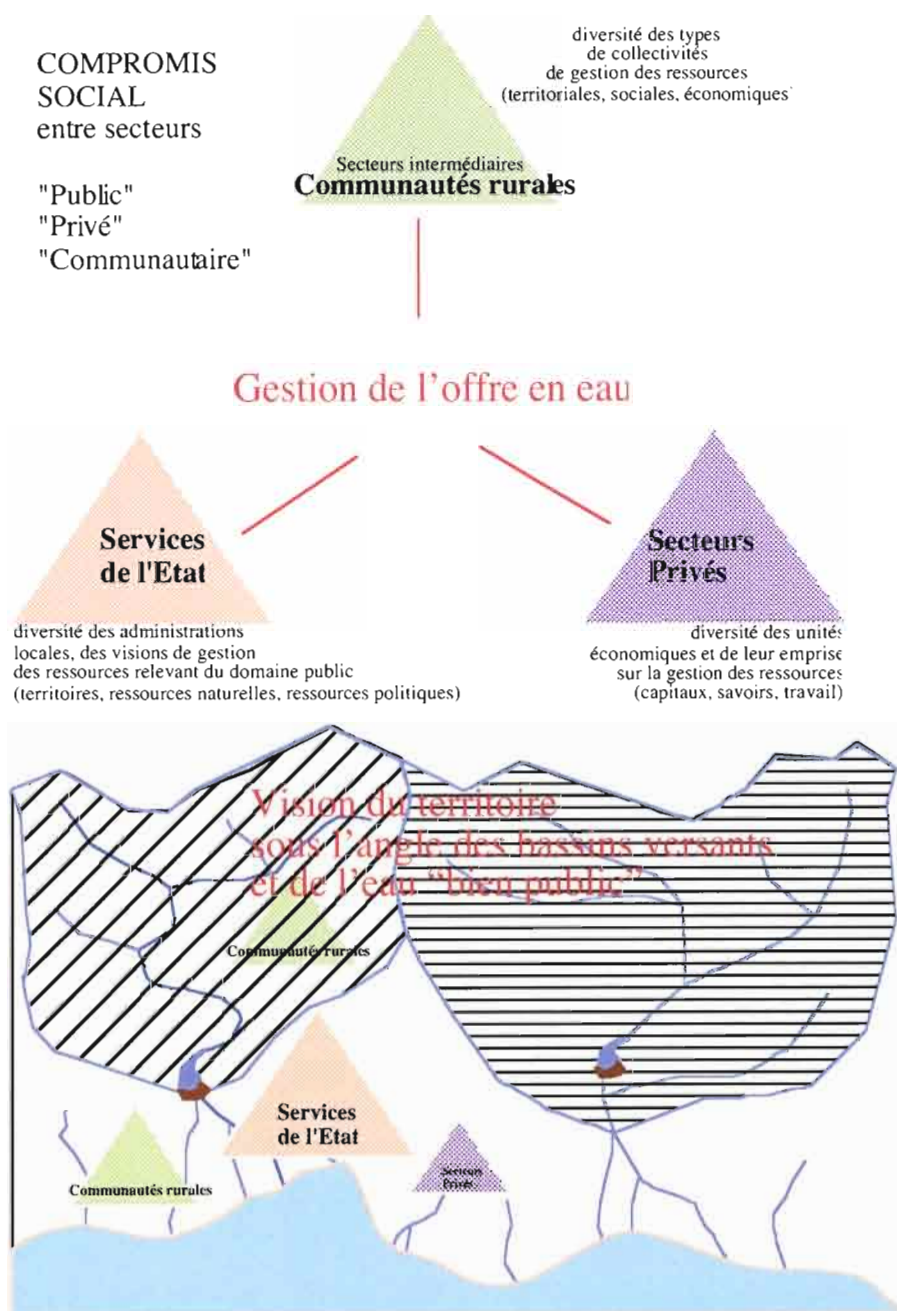 COMPROMIS
SOCIAL
entre secteurs
"Public"
"Privé"
"Communautaire"
diversité des types
de collectivités
de gestion des ressources
(territoriales, sociales, économiques
Secteurs intermédiaires
Communautés rurales
Gestion de l'offre en eau
Services
de l'Etat
diversité des administrations
locales, des visions de gestion
des ressources relevant du domaine public
(territoires, ressources naturelles, ressources politiques)
Secteurs
Privés
diversité des unités
économiques et de leur emprise
sur la gestion des ressources
(capitaux, savoirs, travail)
Vision du territoire
sous l'angle des bassins versants
et de l'eau "bien public"
Communautés rurales
Services
de l'Etat
Communautés rurales
Secteurs
Privés